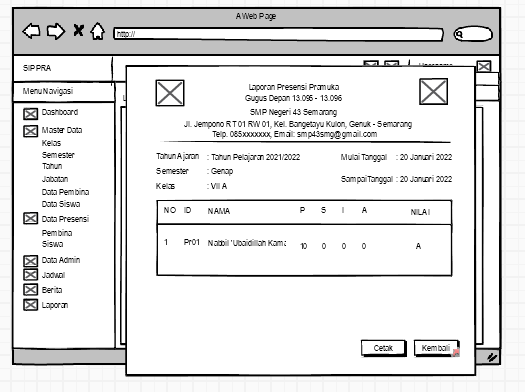 A Web Page
http://
SIPPRA
Menu Navigasi
Dashboard
Master Data
Kelas
Semester
Tahun
Jabatan
Data Pembina
Data Siswa
Data Presensi
Pembina
Siswa
Data Admin
Jadwal
Berita
Laporan
Laporan Presensi Pramuka
Gugus Depan 13.095 - 13.096
SMP Negeri 43 Semarang
Jl. Jempono RT 01 RW 01, Kel. Bangetayu Kulon, Genuk - Semarang
Telp. 085xxxxxxx, Email: smp43smg@gmail.com
Tahun Ajaran : Tahun Pelajaran 2021/2022 Mulai Tanggal : 20 Januari 2022
Semester : Genap
Sampai Tanggal : 20 Januari 2022
Kelas : VII A
NO ID NAMA P S I A NILAI
1 Pr01 Nabbil 'Ubaidillah Kama 10 0 0 0 A
Cetak Kembali